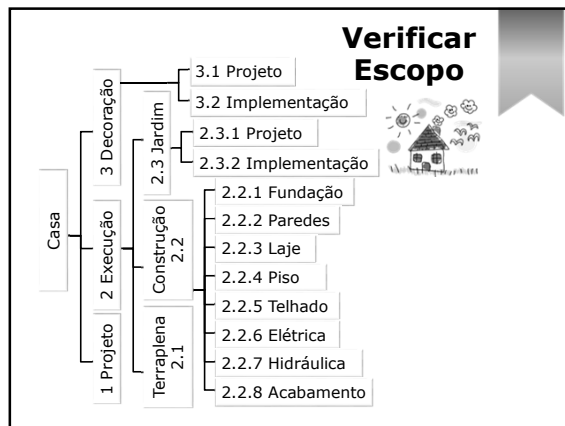 Verificar
Escopo
Casa
3 Decoração
3.1 Projeto
3.2 Implementação
2 Execução
2.3 Jardim
2.3.1 Projeto
2.3.2 Implementação
Construção
2.2
2.2.1 Fundação
2.2.2 Paredes
2.2.3 Laje
2.2.4 Piso
2.2.5 Telhado
2.2.6 Elétrica
2.2.7 Hidráulica
2.2.8 Acabamento
Terraplena
2.1
1 Projeto